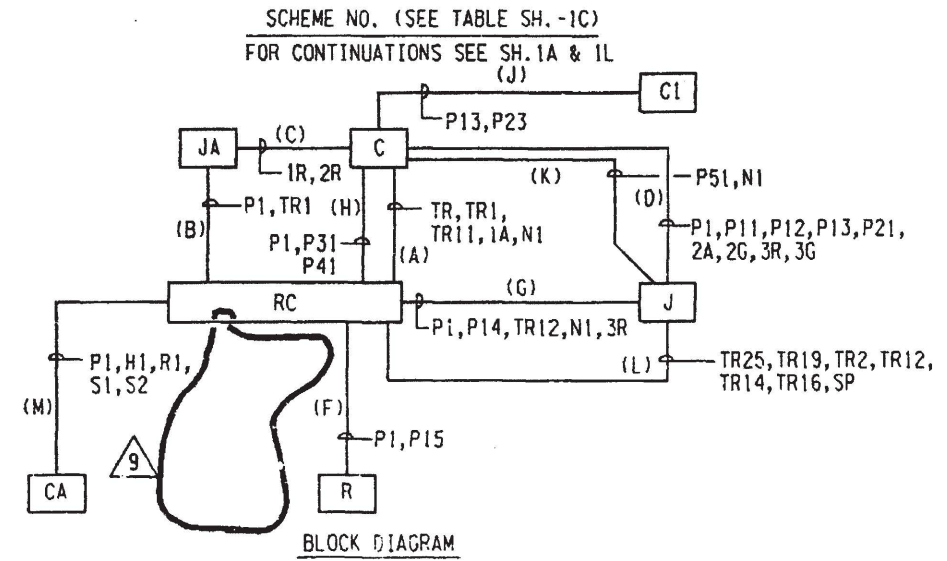 SCHEME NO. (SEE TABLE SH.-1C)
FOR CONTINUATIONS SEE SH.1A & 1L
(J)
C1
P13,P23
JA
(C)
C
1R,2R
(K)
P51,N1
(D)
P1,TR1
(H)
TR,TR1,
TR11,1A,N1
(B)
P1,P31
P41
(A)
P1,P11,P12,P13,P21,
2A,2G,3R,3G
RC
(G)
J
P1,P14,TR12,N1,3R
P1,H1,R1,
S1,S2
(L)
TR25,TR19,TR2,TR12,
TR14,TR16,SP
(M)
(F)
P1,P15
9
CA
R
BLOCK DIAGRAM